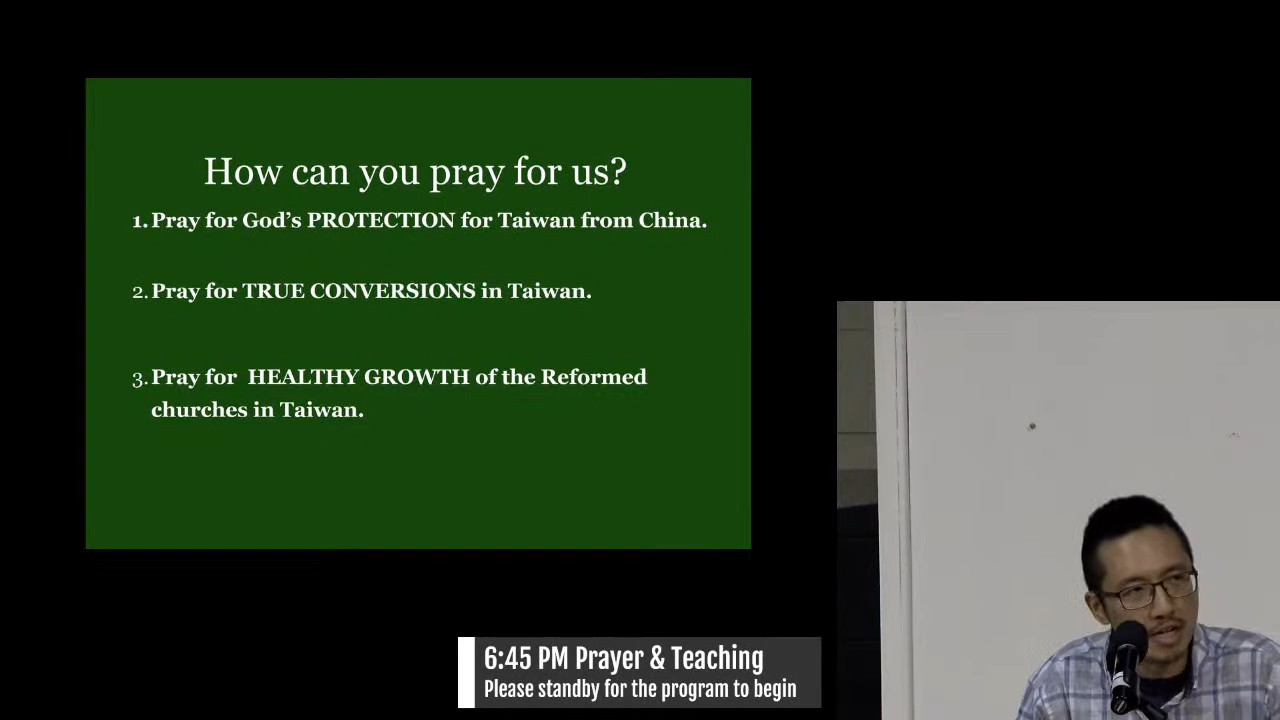 How can you pray for us?
1. Pray for God's PROTECTION for Taiwan from China.
2. Pray for TRUE CONVERSIONS in Taiwan.
3. Pray for HEALTHY GROWTH of the Reformed
churches in Taiwan.
6:45 PM Prayer & Teaching
Please standby for the program to begin